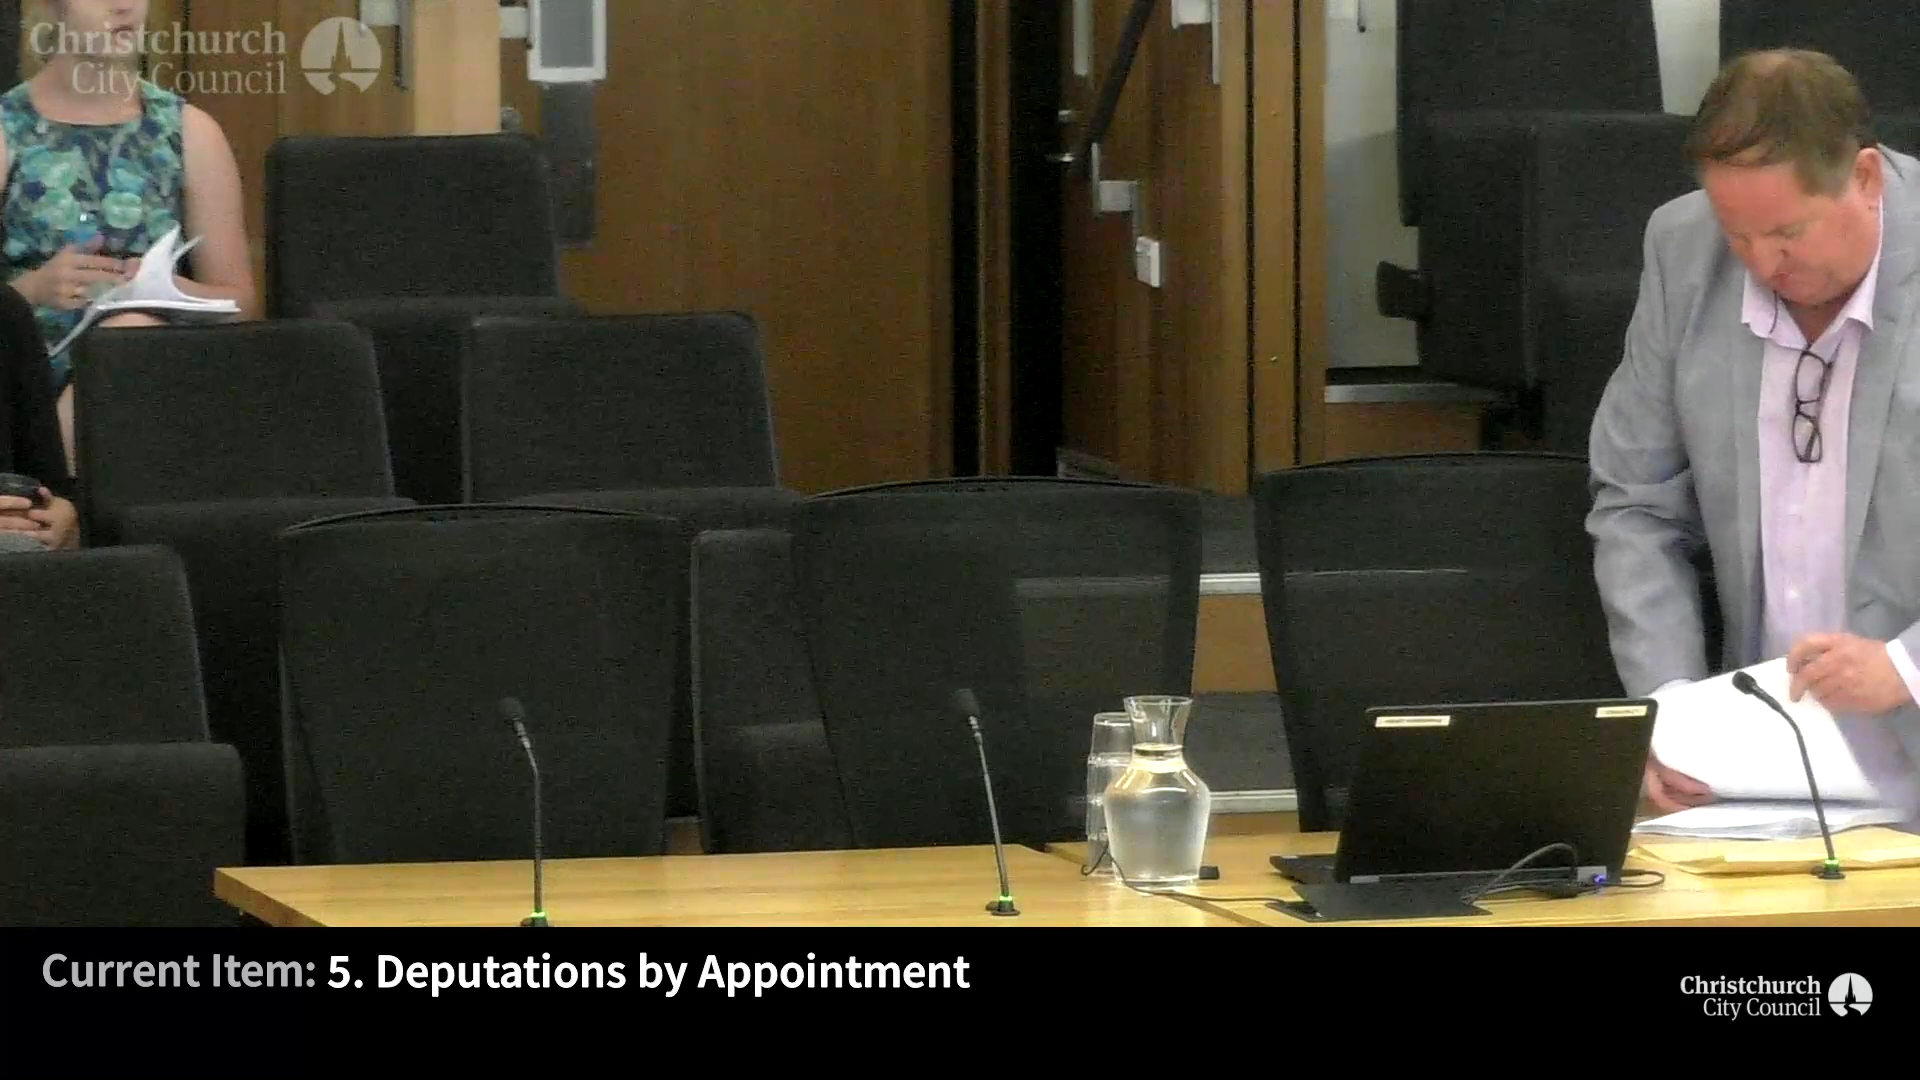 Christchurch
City Council
Current Item: 5. Deputations by Appointment
Christchurch
City Council